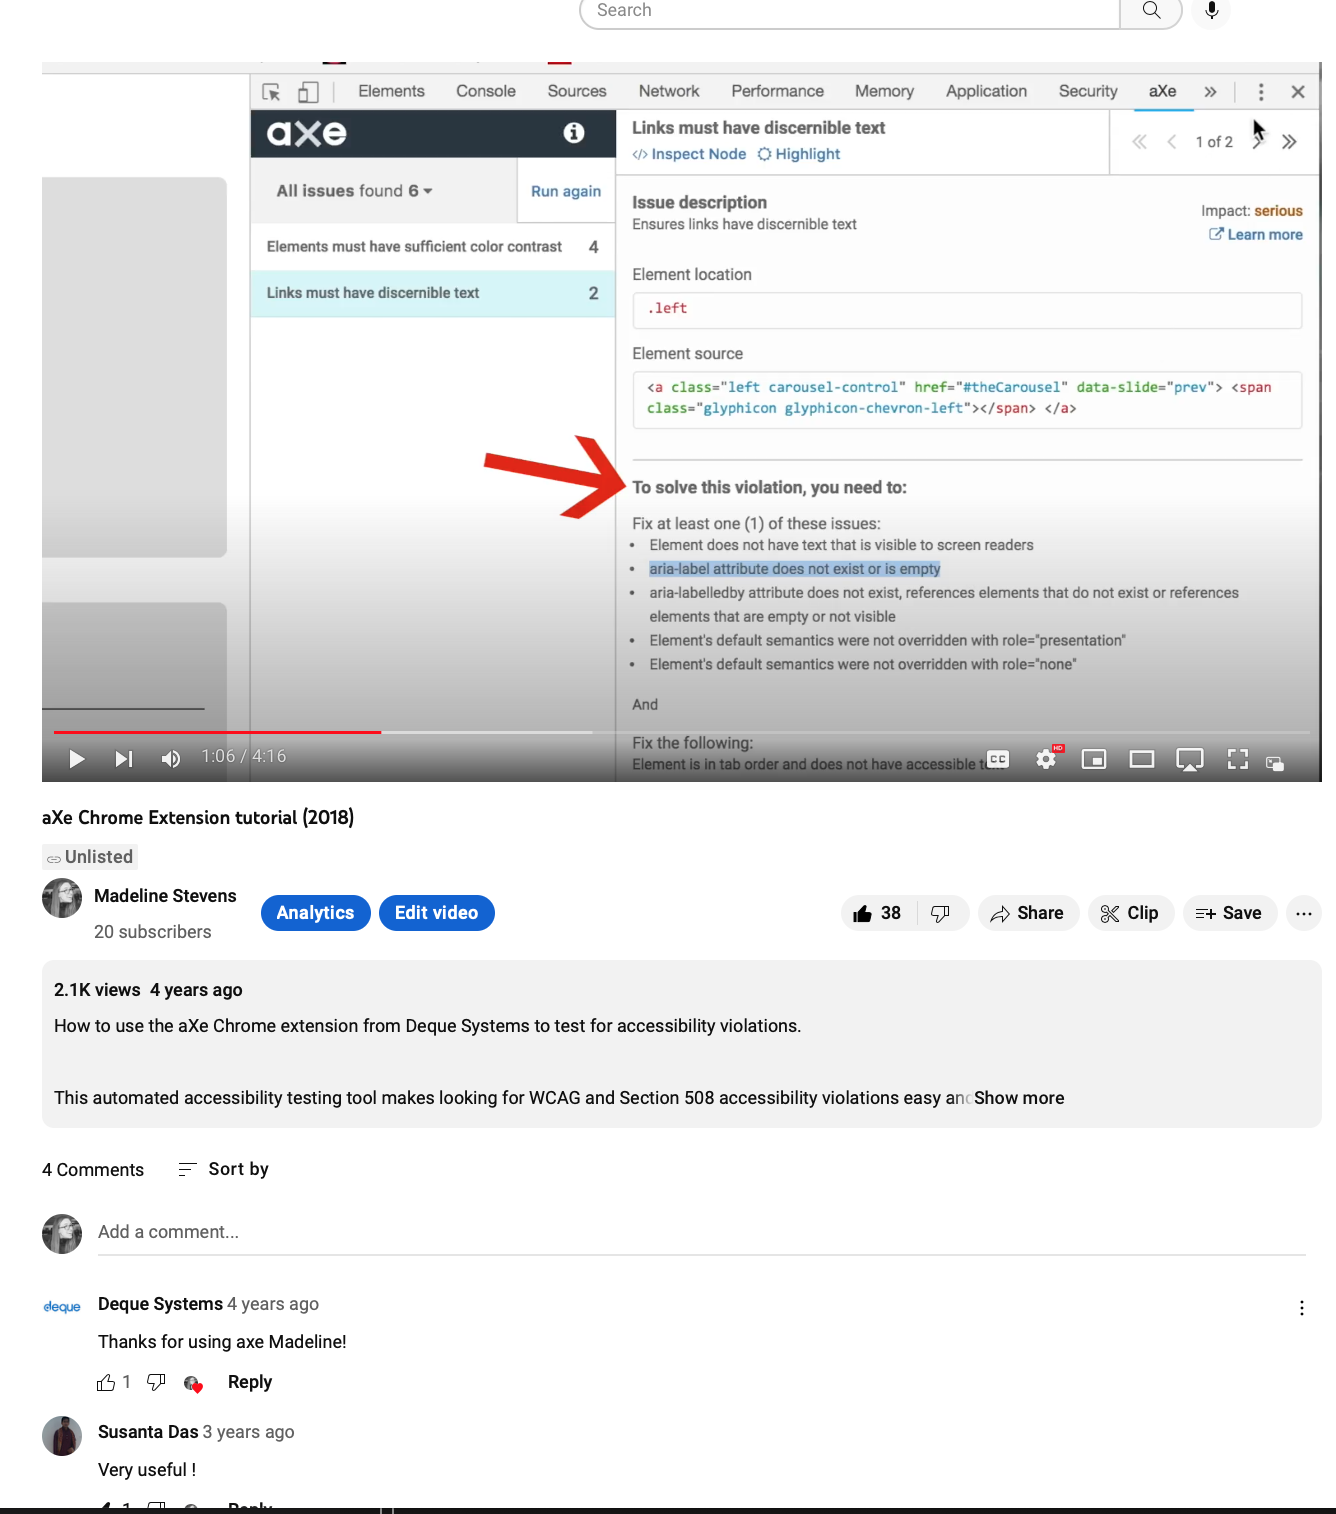 Search
Elements Console Sources Network Performance Memory Application Security aXe
axe
Links must have discernible text
Inspect Node Highlight
1 of 2
All issues found 6
Run again
Elements must have sufficient color contrast 4
Links must have discernible text 2
Issue description
Ensures links have discernible text
Impact: serious
Learn more
Element location
.left
Element source
<a class="left carousel-control" href="#theCarousel" data-slide="prev"> <span
class="glyphicon glyphicon-chevron-left"></span> </a>
To solve this violation, you need to:
Fix at least one (1) of these issues:
• Element does not have text that is visible to screen readers
• aria-label attribute does not exist or is empty
• aria-labelledby attribute does not exist, references elements that do not exist or references
elements that are empty or not visible
• Element's default semantics were not overridden with role="presentation"
• Element's default semantics were not overridden with role="none"
And
Fix the following:
Element is in tab order and does not have accessible
1:06 / 4:16
CC
HD
aXe Chrome Extension tutorial (2018)
Unlisted
Madeline Stevens
20 subscribers
Analytics
Edit video
38
Share
Clip
Save
2.1K views 4 years ago
How to use the aXe Chrome extension from Deque Systems to test for accessibility violations.
This automated accessibility testing tool makes looking for WCAG and Section 508 accessibility violations easy and Show more
4 Comments
Sort by
Add a comment...
deque
Deque Systems 4 years ago
Thanks for using axe Madeline!
1
Reply
Susanta Das 3 years ago
Very useful !
1
Reply